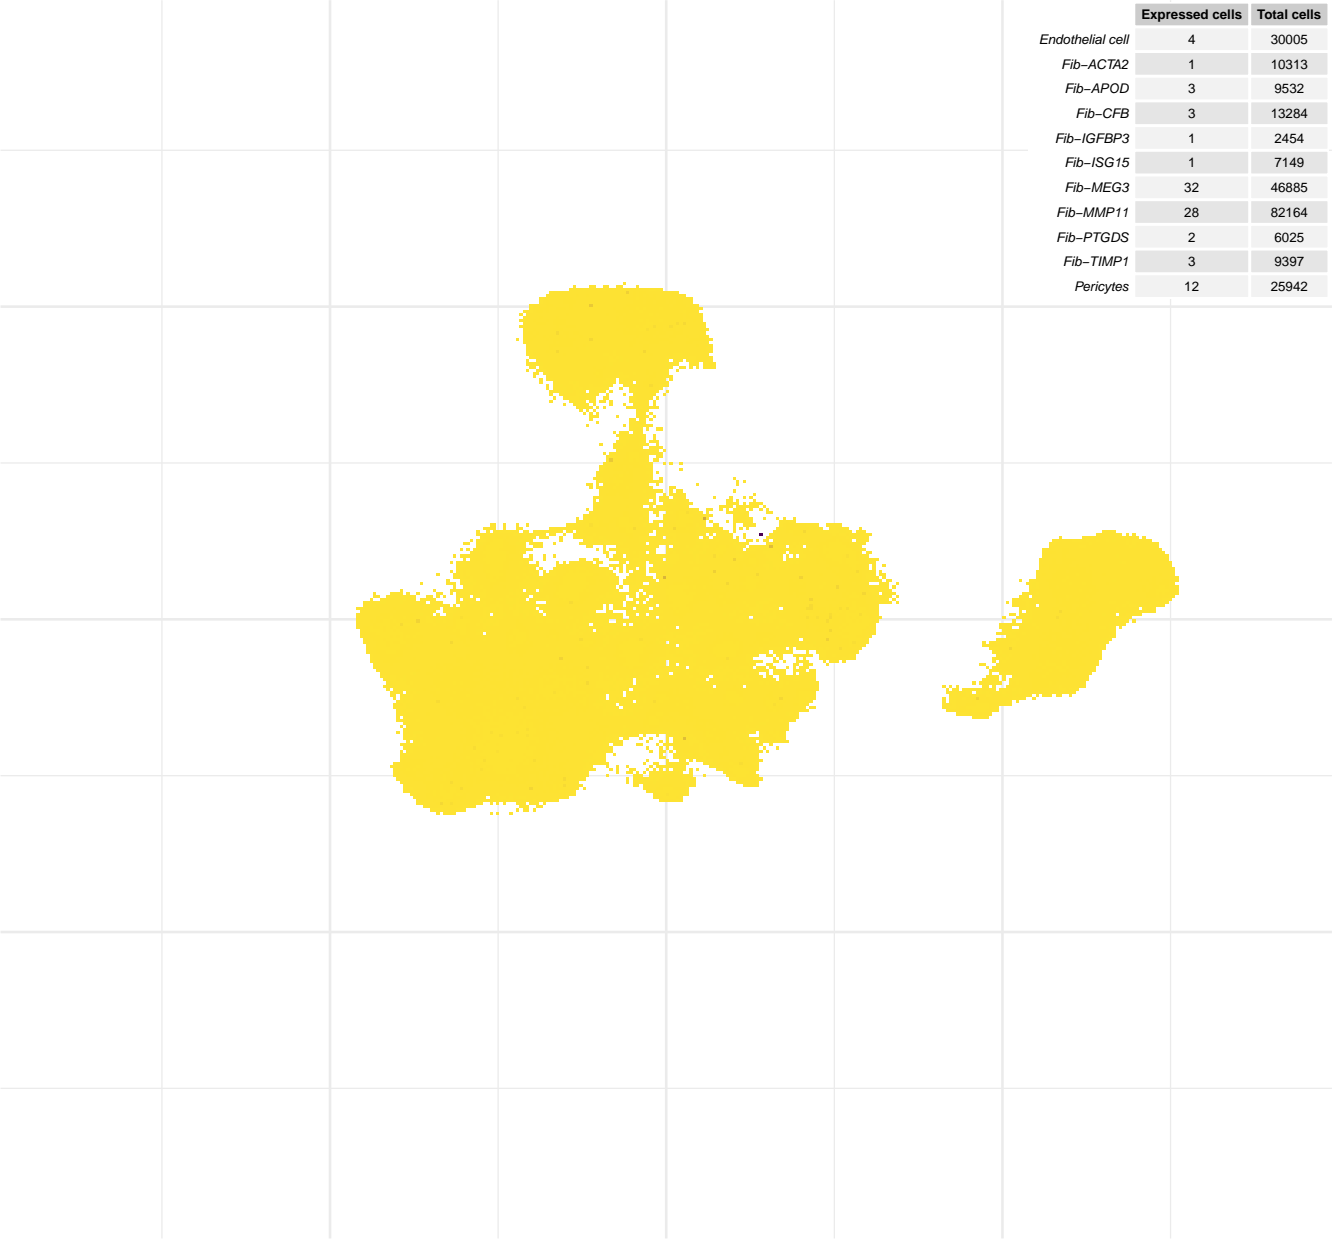 Expressed cells Total cells
Endothelial cell 4 30005
Fib−ACTA2 1 10313
Fib−APOD 3 9532
Fib−CFB 3 13284
Fib−IGFBP3 1 2454
Fib−ISG15 1 7149
Fib−MEG3 32 46885
Fib−MMP11 28 82164
Fib−PTGDS 2 6025
Fib−TIMP1 3 9397
Pericytes 12 25942